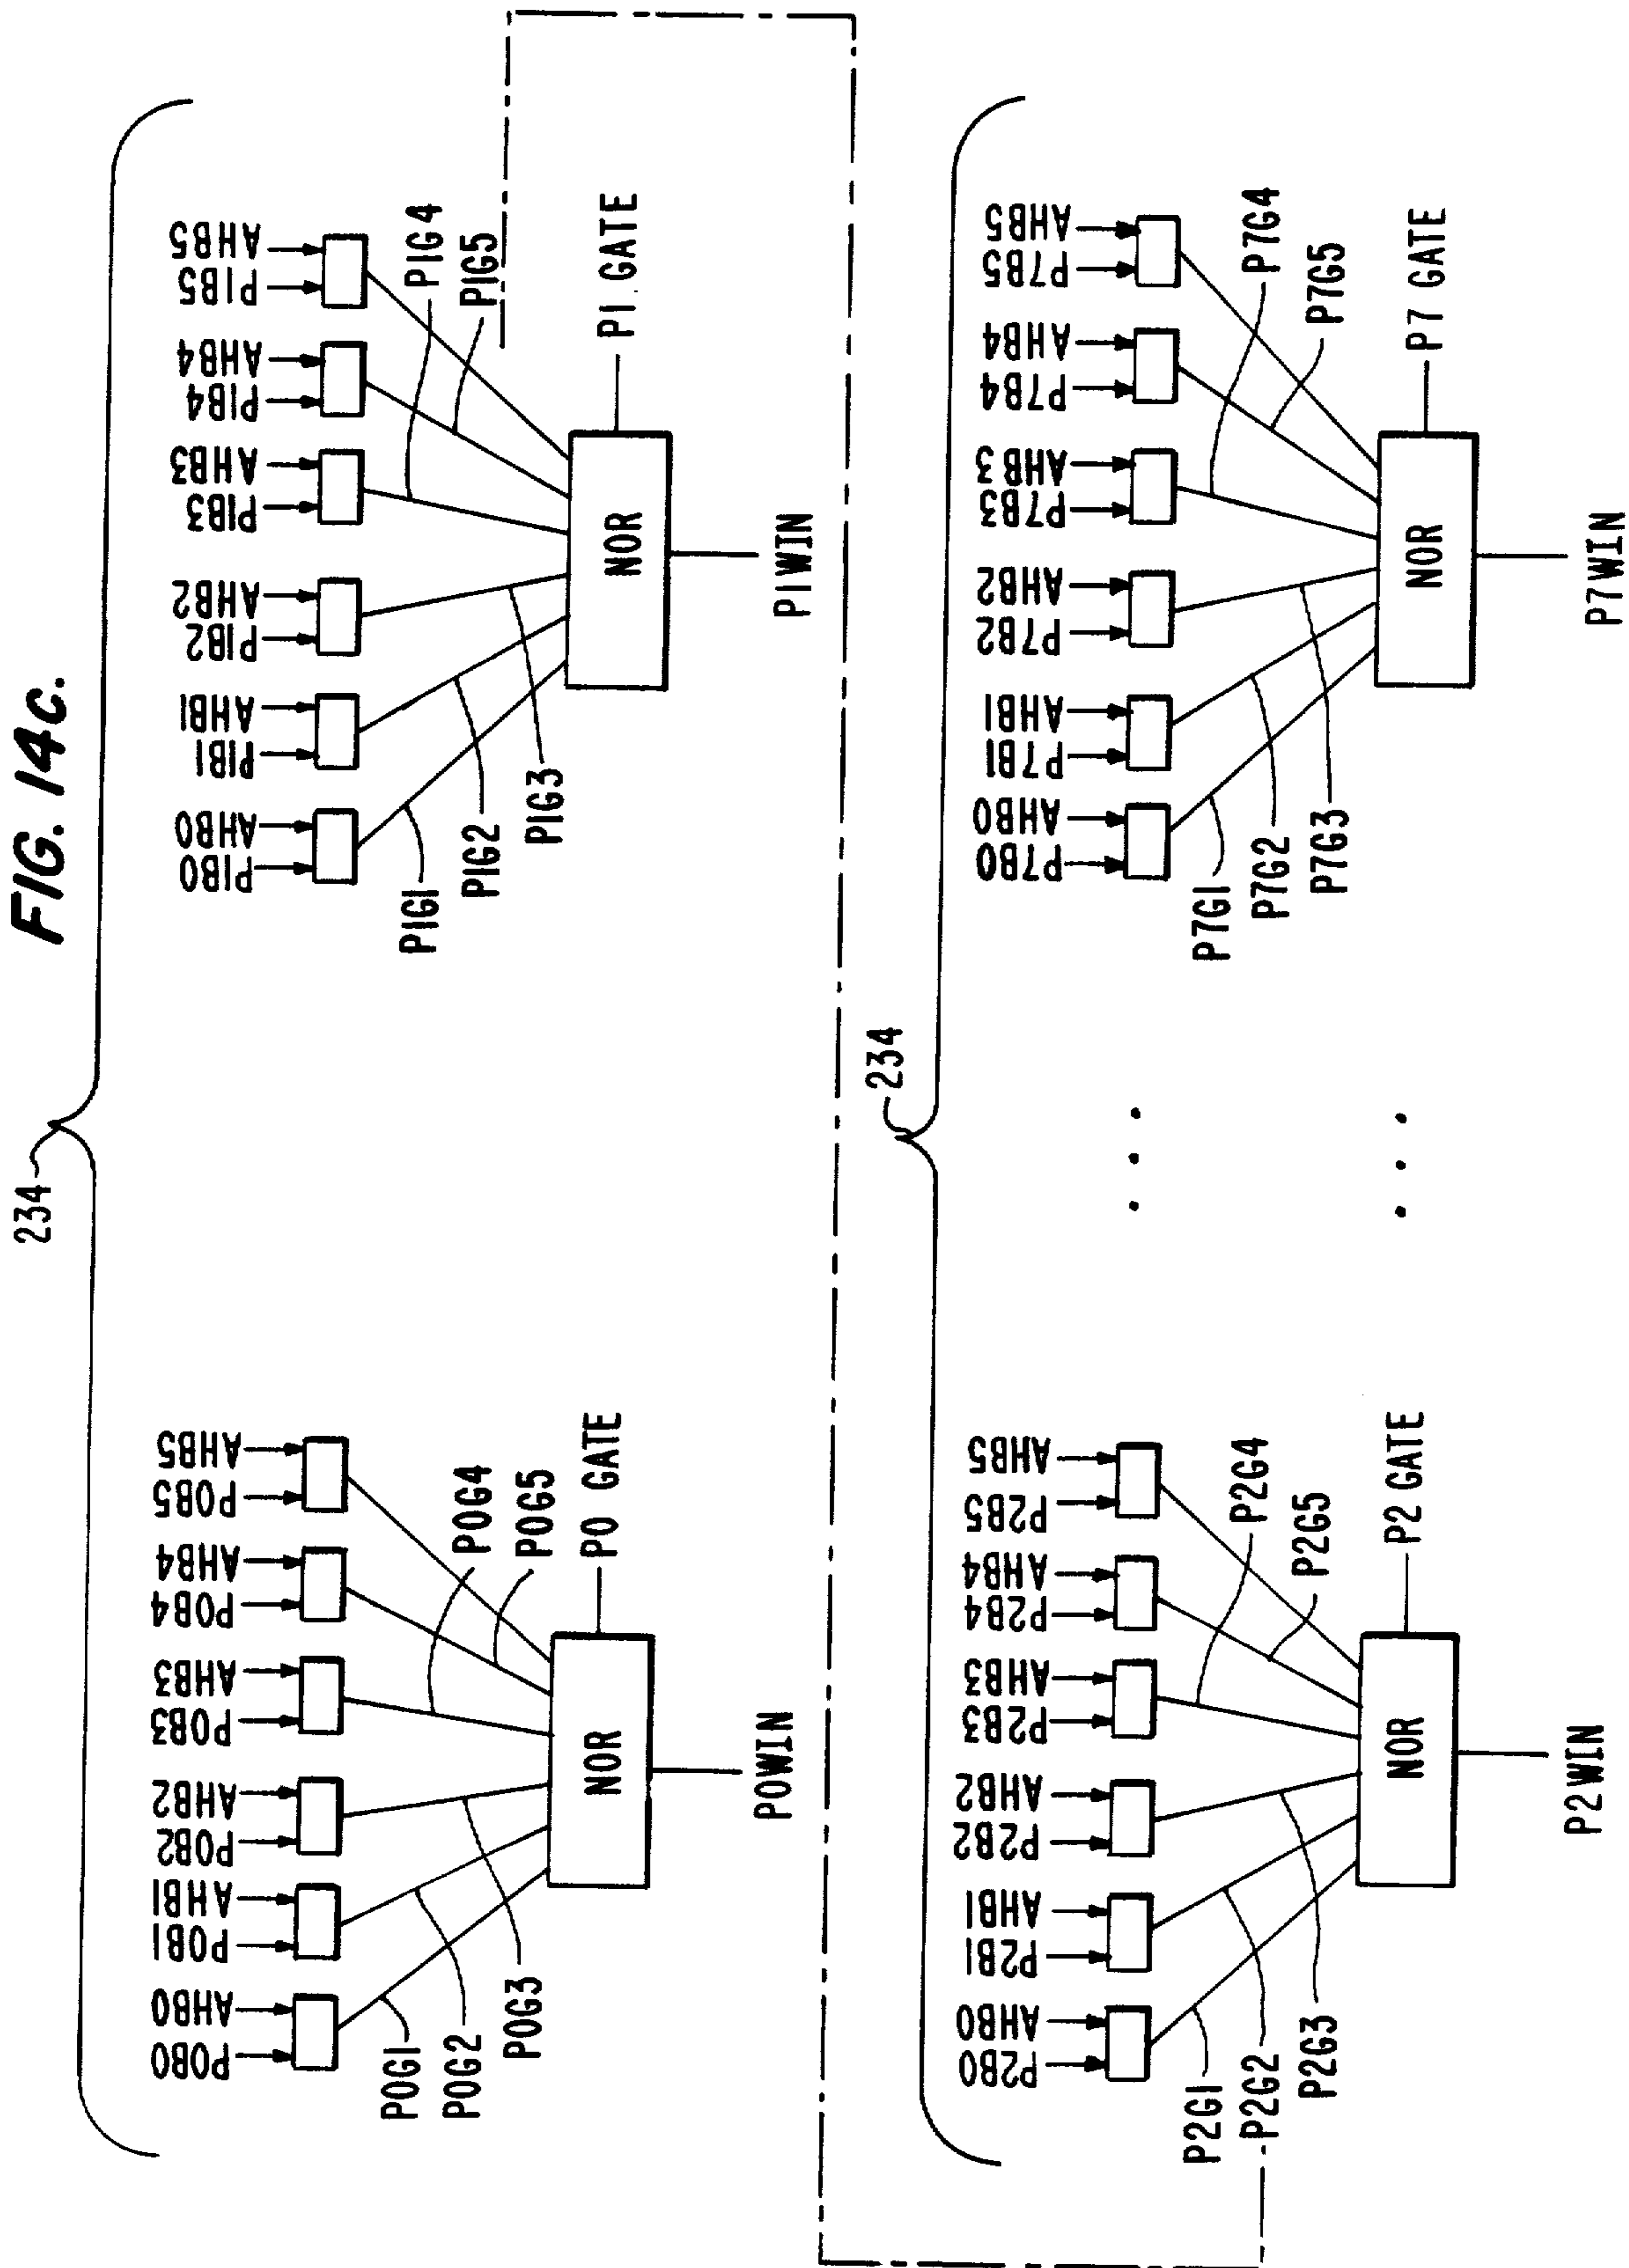 FIG. 14c.
234
P0B0 AHB0 P0B1 AHB1 P0B2 AHB2 P0B3 AHB3 P0B4 AHB4 P0B5 AHB5
P0G1
P0G2
P0G3
P0G4
P0G5
NOR
P0 GATE
P0WIN
P1B0 AHB0 P1B1 AHB1 P1B2 AHB2 P1B3 AHB3 P1B4 AHB4 P1B5 AHB5
P1G1
P1G2
P1G3
P1G4
P1G5
NOR
P1 GATE
P1WIN
234
P2B0 AHB0 P2B1 AHB1 P2B2 AHB2 P2B3 AHB3 P2B4 AHB4 P2B5 AHB5
P2G1
P2G2
P2G3
P2G4
P2G5
NOR
P2 GATE
P2WIN
P7B0 AHB0 P7B1 AHB1 P7B2 AHB2 P7B3 AHB3 P7B4 AHB4 P7B5 AHB5
P7G1
P7G2
P7G3
P7G4
P7G5
NOR
P7 GATE
P7WIN